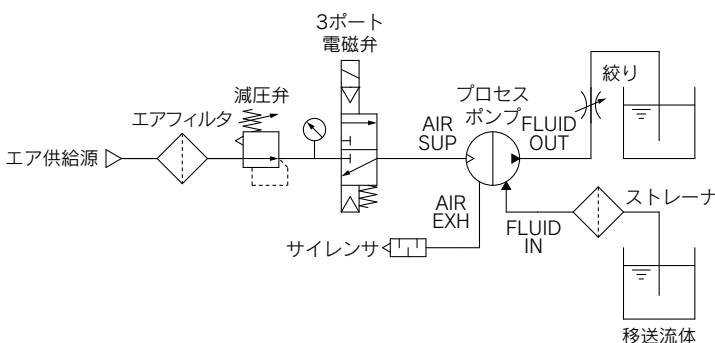 3ポート
電磁弁
減圧弁
エアフィルタ
エア供給源
プロセス
ポンプ
絞り
AIR
SUP
FLUID
OUT
AIR
EXH
FLUID
IN
ストレーナ
サイレンサ
移送流体